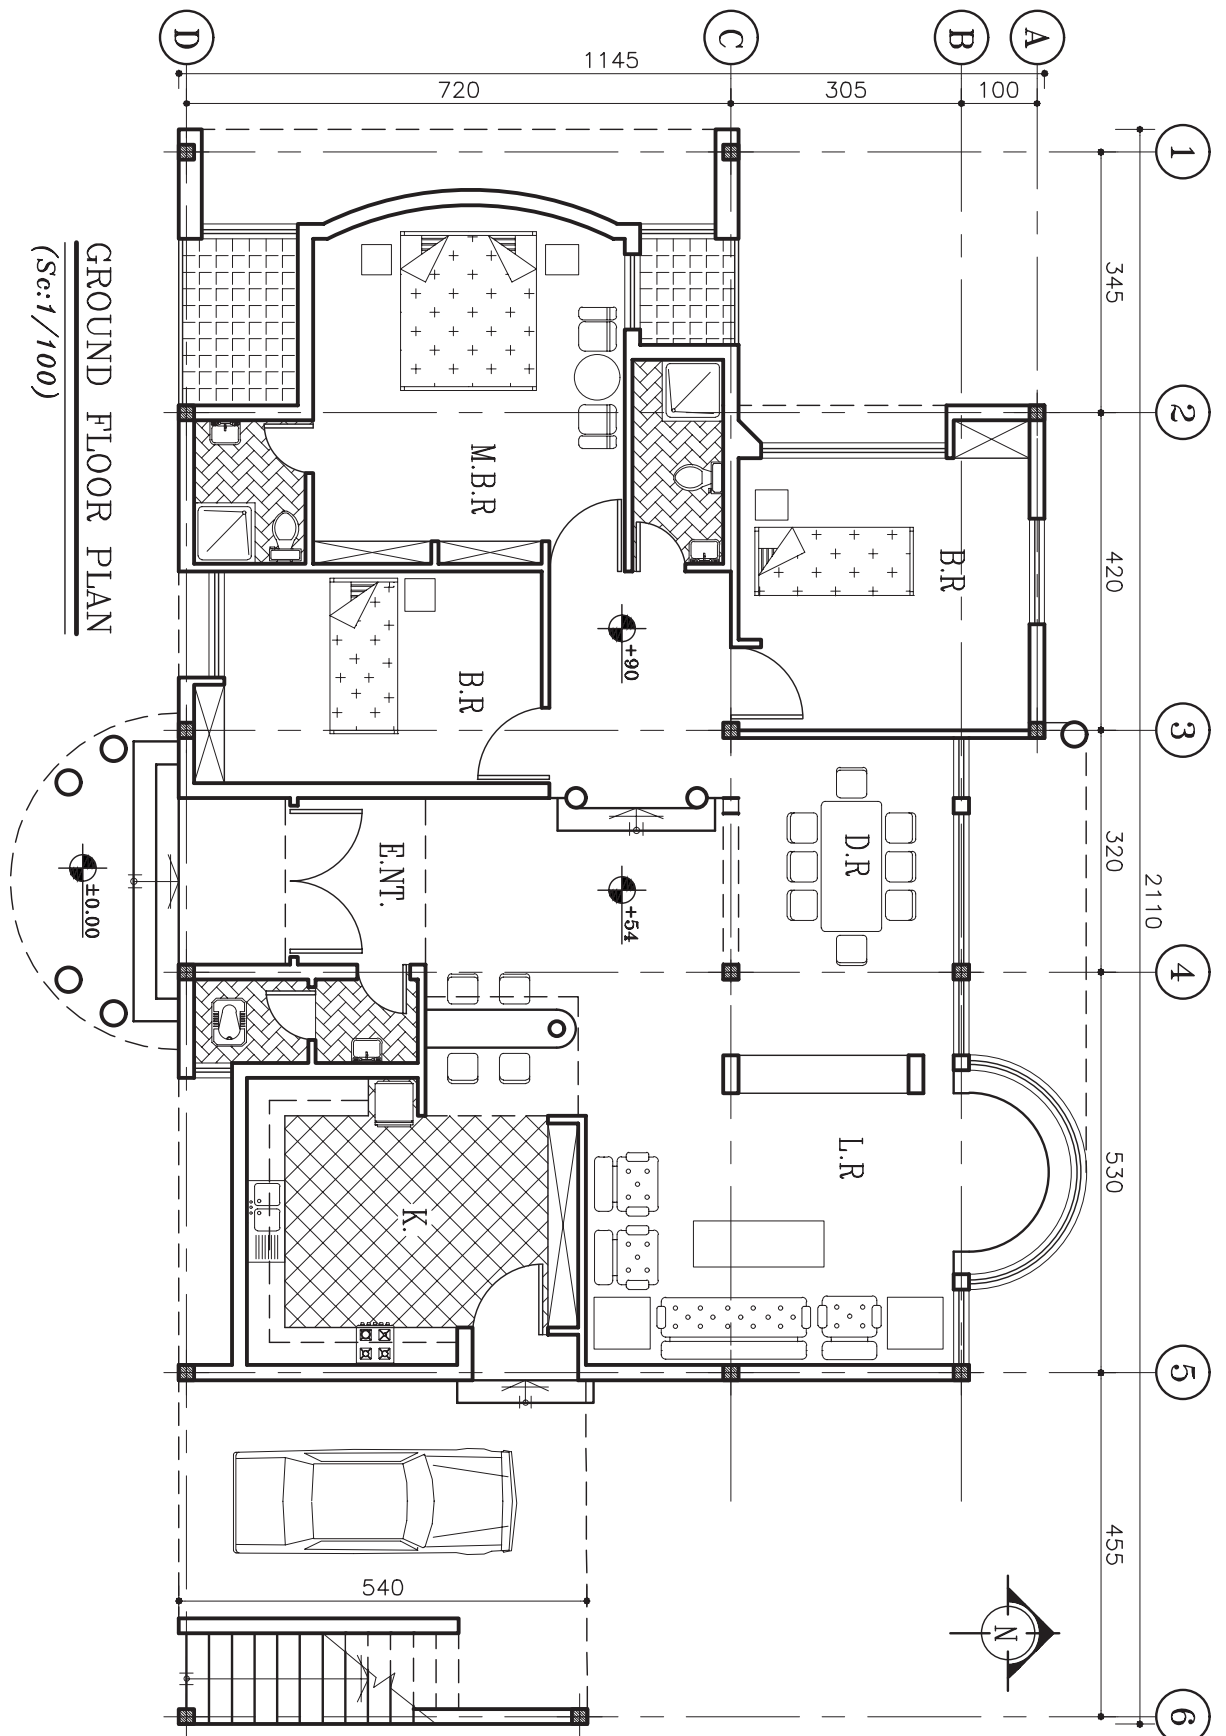 A
B
C
D
1
2
3
4
5
6
1145
100
305
720
2110
345
420
320
530
455
540
B.R
M.B.R
B.R
D.R
L.R
E.NT.
K.
+90
+54
±0.00
N
GROUND FLOOR PLAN
(Sc:1/100)